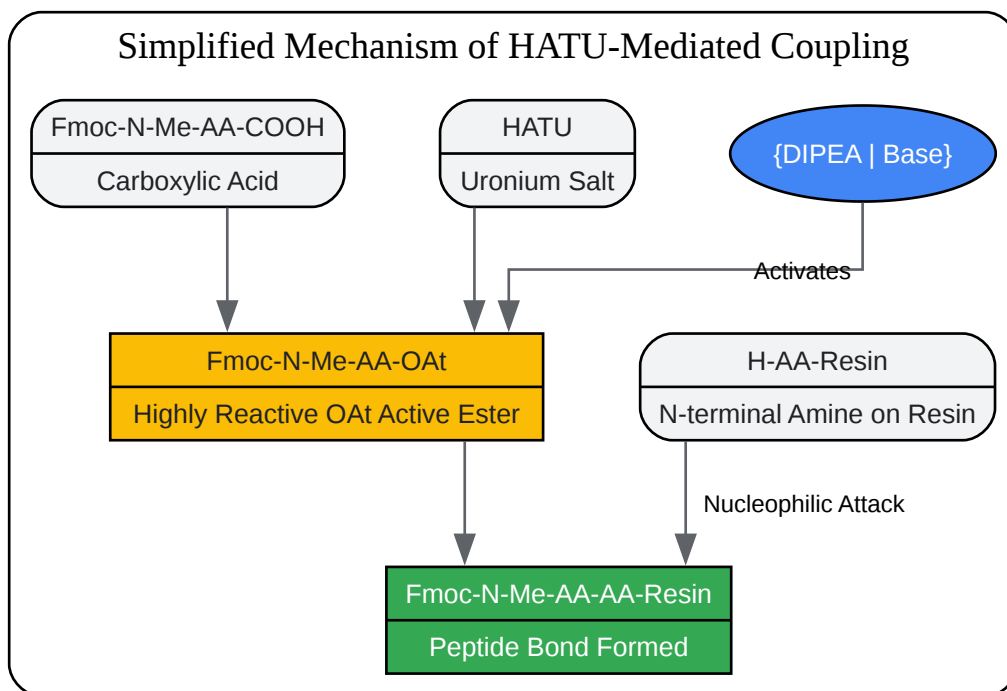 Simplified Mechanism of HATU-Mediated Coupling
Fmoc-N-Me-AA-COOH
Carboxylic Acid
HATU
Uronium Salt
{DIPEA | Base}
Activates
Fmoc-N-Me-AA-OAt
Highly Reactive OAt Active Ester
H-AA-Resin
N-terminal Amine on Resin
Nucleophilic Attack
Fmoc-N-Me-AA-AA-Resin
Peptide Bond Formed